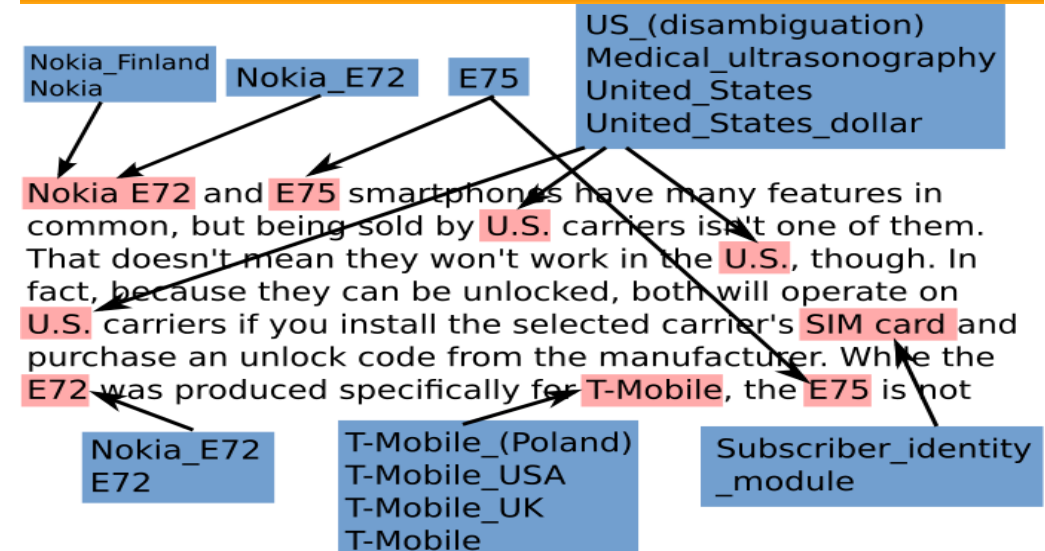 US_(disambiguation)
Medical_ultrasonography
United_States
United_States_dollar
Nokia_Finland
Nokia
Nokia_E72
E75
Nokia E72 and E75 smartphones have many features in
common, but being sold by U.S. carriers isn't one of them.
That doesn't mean they won't work in the U.S., though. In
fact, because they can be unlocked, both will operate on
U.S. carriers if you install the selected carrier's SIM card and
purchase an unlock code from the manufacturer. While the
E72 was produced specifically for T-Mobile, the E75 is not
Nokia_E72
E72
T-Mobile_(Poland)
T-Mobile_USA
T-Mobile_UK
T-Mobile
Subscriber_identity
_module